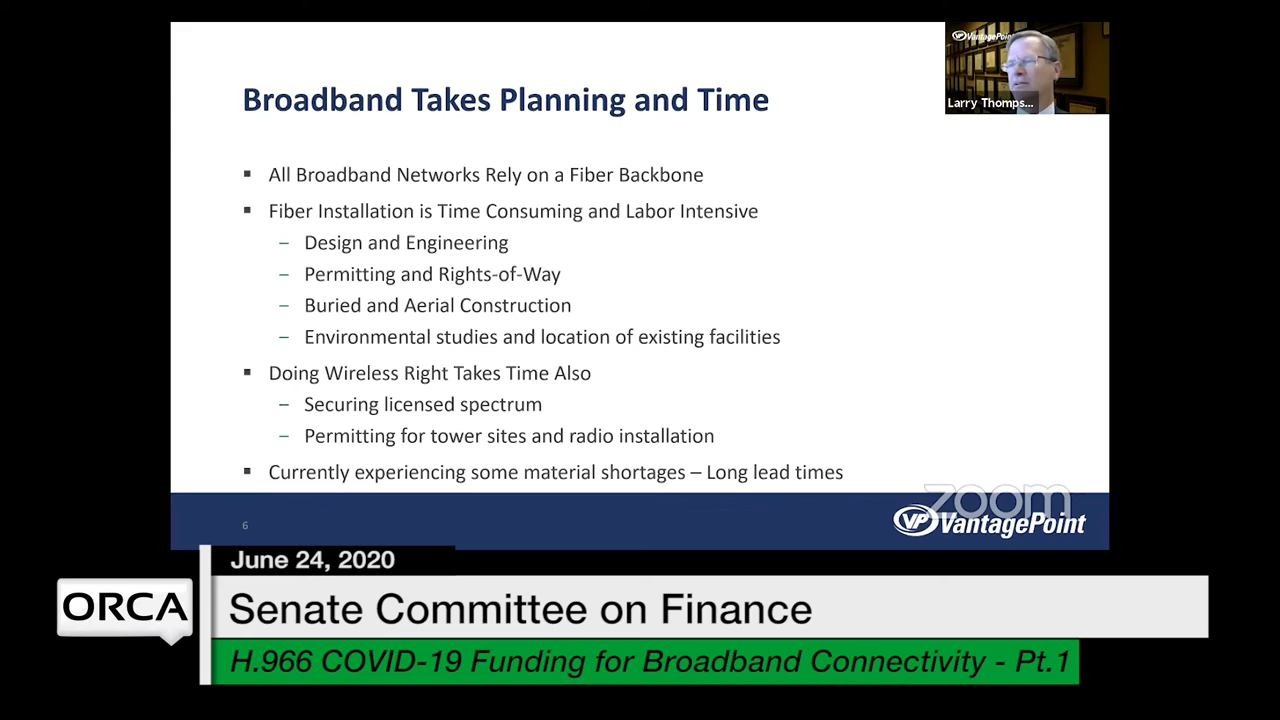 VP VantagePoint
Larry Thomps...
Broadband Takes Planning and Time
▪ All Broadband Networks Rely on a Fiber Backbone
▪ Fiber Installation is Time Consuming and Labor Intensive
– Design and Engineering
– Permitting and Rights-of-Way
– Buried and Aerial Construction
– Environmental studies and location of existing facilities
▪ Doing Wireless Right Takes Time Also
– Securing licensed spectrum
– Permitting for tower sites and radio installation
▪ Currently experiencing some material shortages – Long lead times
zoom
6
VP VantagePoint
June 24, 2020
ORCA
Senate Committee on Finance
H.966 COVID-19 Funding for Broadband Connectivity - Pt.1